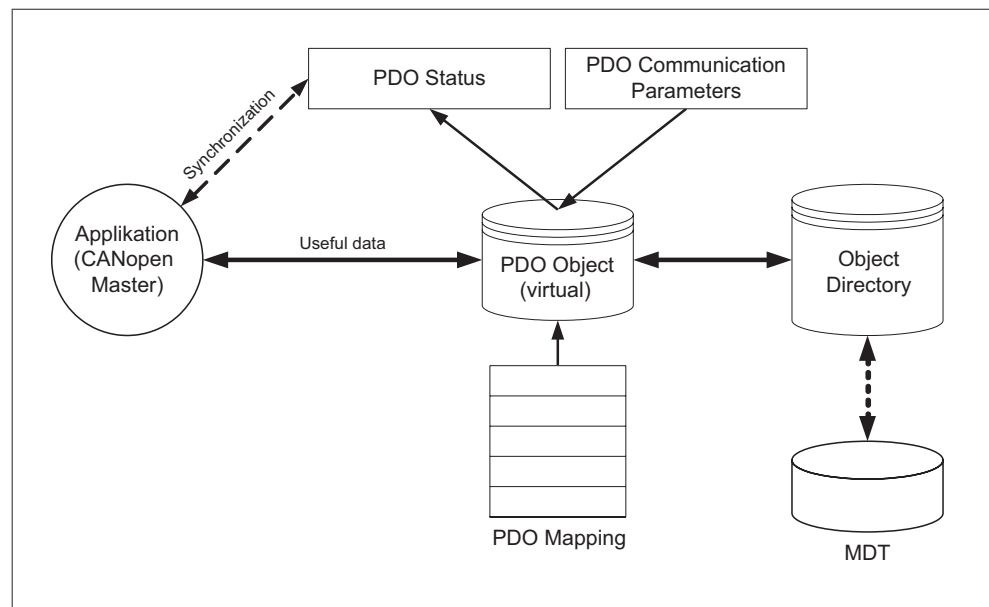 PDO Status
PDO Communication
Parameters
Synchronization
Applikation
(CANopen
Master)
Useful data
PDO Object
(virtual)
Object
Directory
PDO Mapping
MDT